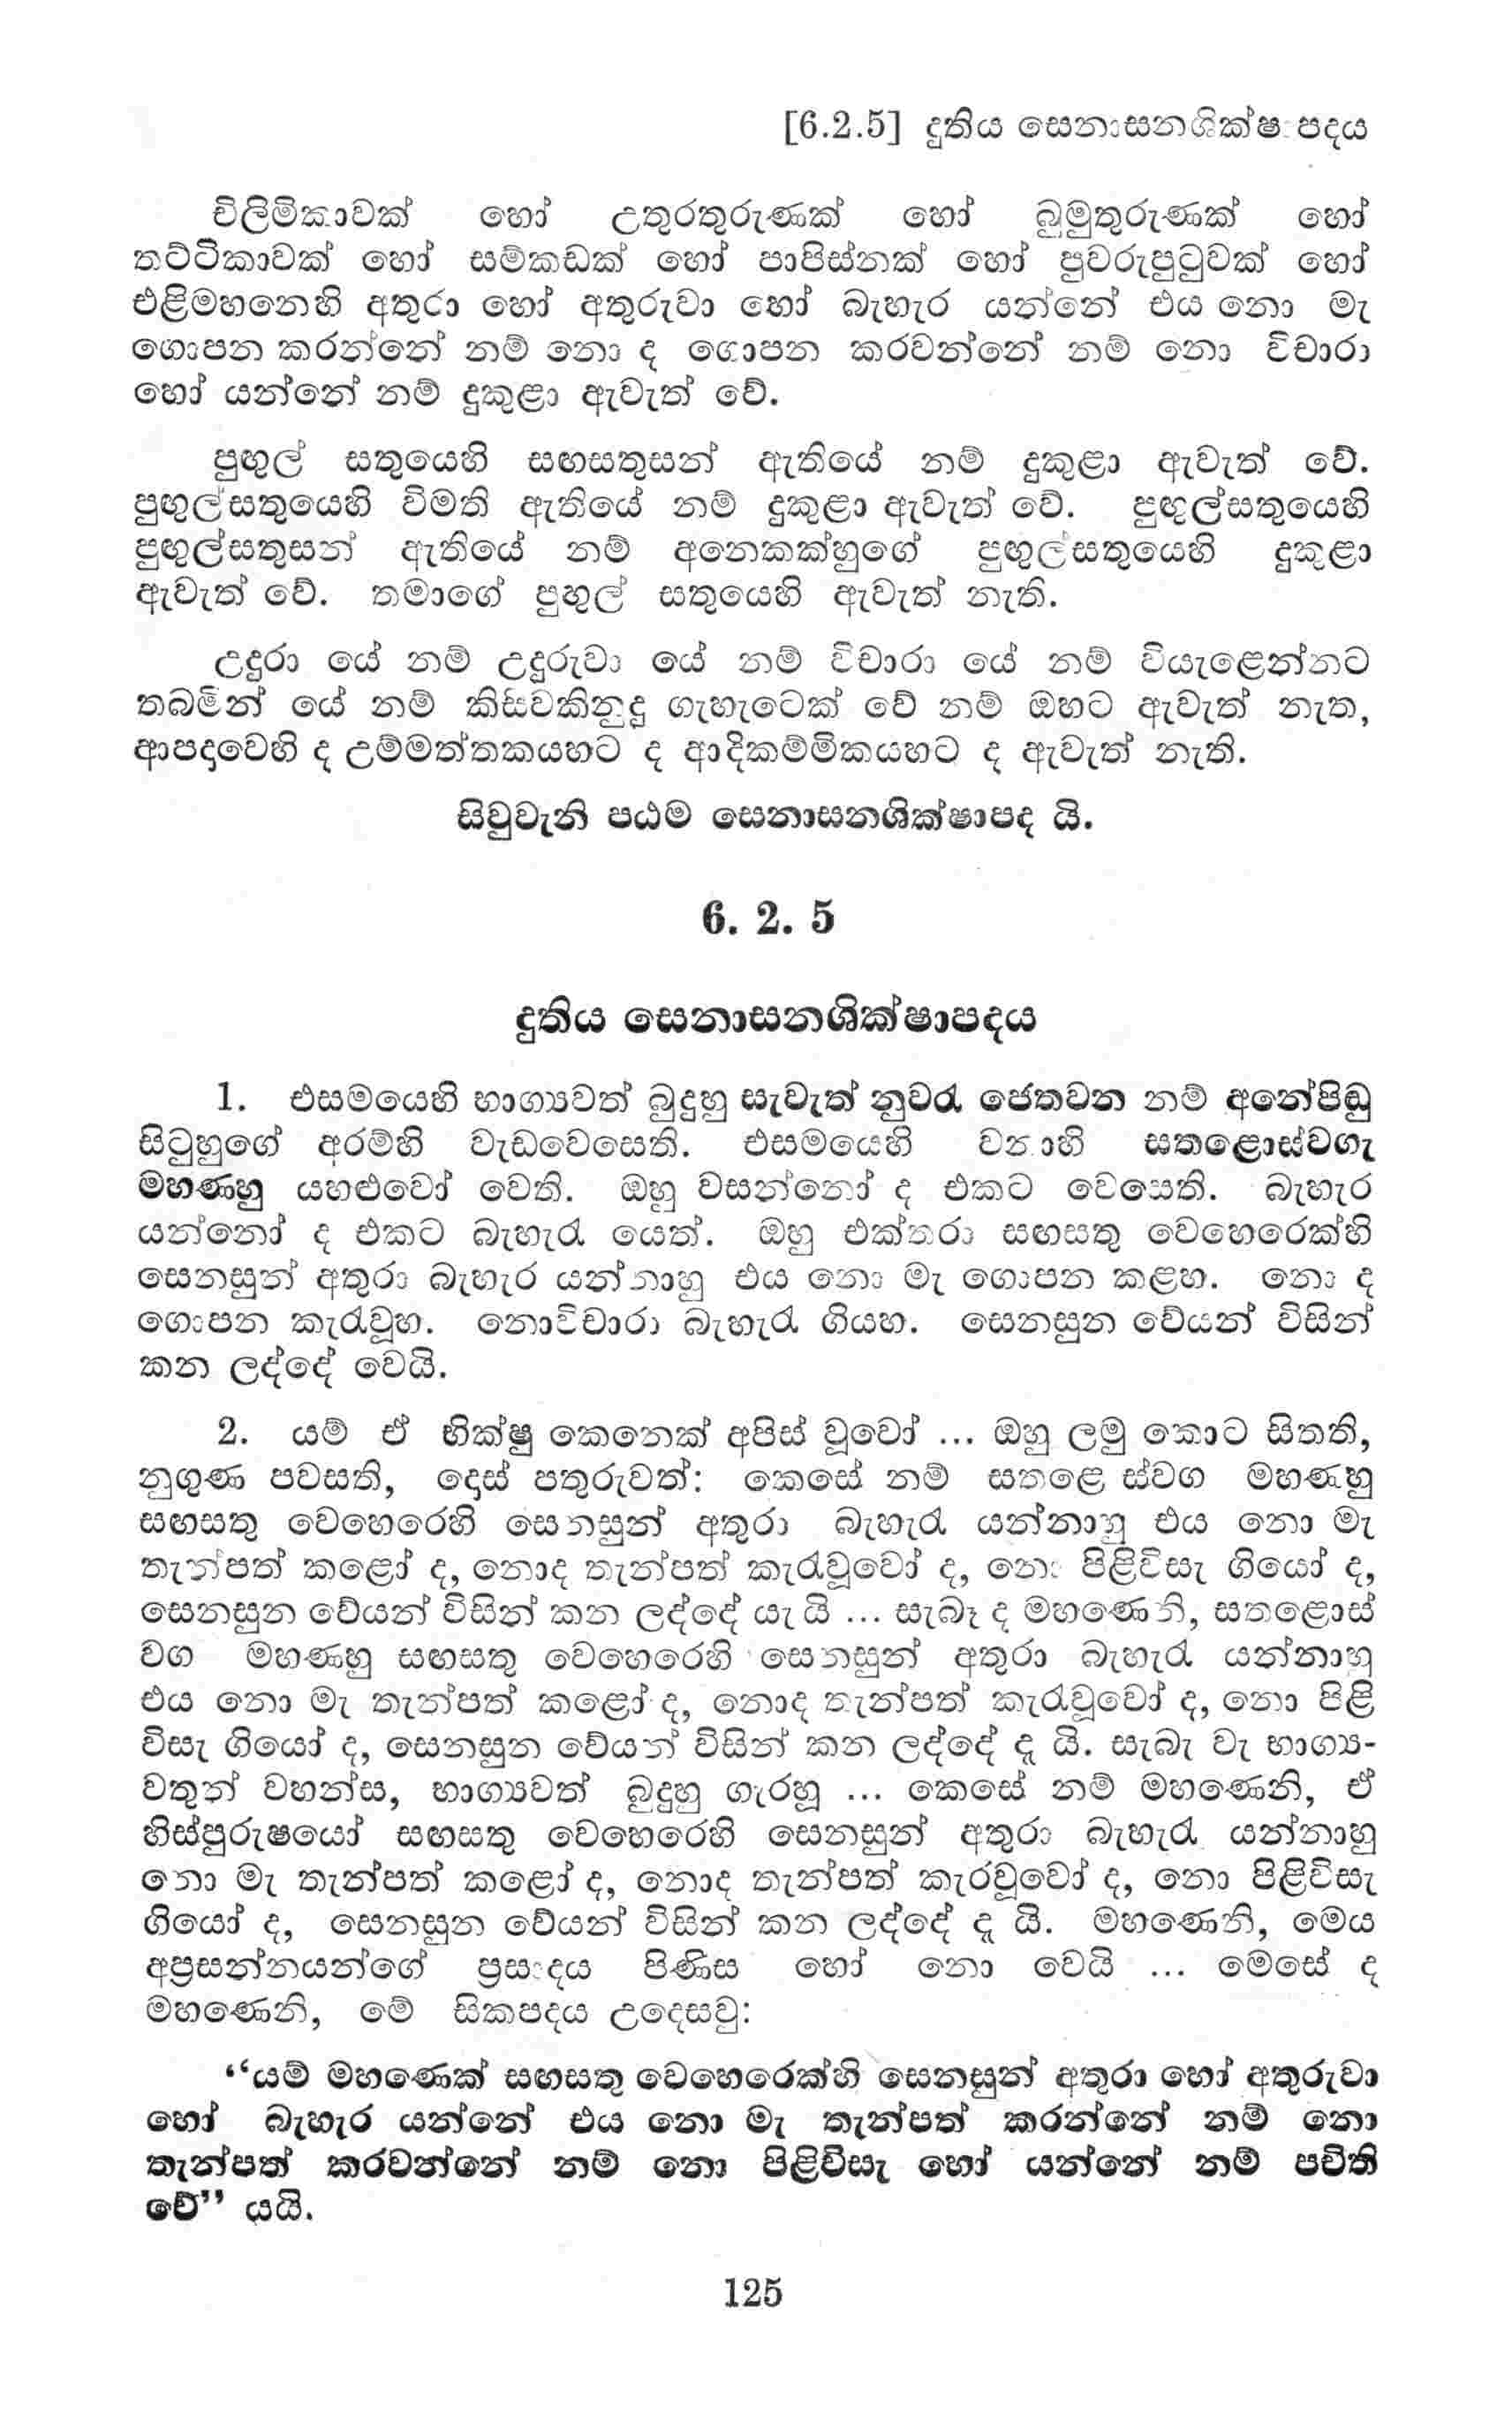 [6.2.5] දුතිය සෙනාසනශික්ෂාපදය
චිලිමිකාවක් හෝ උතුරතුරුණක් හෝ බුමුතුරුණක් හෝ
තට්ටිකාවක් හෝ සම්කඩක් හෝ පාපිස්නක් හෝ පුවරුපුටුවක් හෝ
එළිමහනෙහි අතුරා හෝ අතුරුවා හෝ බැහැර යන්නේ එය නො මැ
ගොපන කරන්නේ නම් නො ද ගොපන කරවන්නේ නම් නො විචාරා
හෝ යන්නේ නම් දුකුළා ඇවැත් වේ.
පුඟුල් සතුයෙහි සඟසතුසන් ඇතියේ නම් දුකුළා ඇවැත් වේ.
පුඟුල්සතුයෙහි විමති ඇතියේ නම් දුකුළා ඇවැත් වේ. පුඟුල්සතුයෙහි
පුඟුල්සතුසන් ඇතියේ නම් අනෙකක්හුගේ පුඟුල්සතුයෙහි දුකුළා
ඇවැත් වේ. තමාගේ පුඟුල් සතුයෙහි ඇවැත් නැති.
උදුරා යේ නම් උදුරුවා යේ නම් විචාරා යේ නම් වියැළෙන්නට
තබමින් යේ නම් කිසිවකිනුදු ගැහැටෙක් වේ නම් ඔහට ඇවැත් නැත,
ආපදාවෙහි ද උම්මත්තකයහට ද ආදිකම්මිකයහට ද ඇවැත් නැති.
සිවුවැනි පඨම සෙනාසනශික්ෂාපද යි.
6. 2. 5
දුතිය සෙනාසනශික්ෂාපදය
1. එසමයෙහි භාග්‍යවත් බුදුහු සැවැත් නුවර ජෙතවන නම් අනේපිඬු
සිටුහුගේ අරම්හි වැඩවෙසෙති. එසමයෙහි වනාහි සතළොස්වගැ
මහණහු යහළුවෝ වෙති. ඔහු වසන්නෝ ද එකට වෙසෙති. බැහැර
යන්නෝ ද එකට බැහැර යෙත්. ඔහු එක්තරා සඟසතු වෙහෙරෙක්හි
සෙනසුන් අතුරා බැහැර යන්නාහු එය නො මැ ගොපන කළහ. නො ද
ගොපන කැරැවූහ. නොවිචාරා බැහැර ගියහ. සෙනසුන වේයන් විසින්
කන ලද්දේ වෙයි.
2. යම් ඒ භික්ෂු කෙනෙක් අපිස් වූවෝ ... ඔහු ලමු කොට සිතති,
නුගුණ පවසති, දොස් පතුරුවත්: කෙසේ නම් සතළොස්වග මහණහු
සඟසතු වෙහෙරෙහි සෙනසුන් අතුරා බැහැර යන්නාහු එය නො මැ
තැන්පත් කළෝ ද, නොද තැන්පත් කැරැවූවෝ ද, නො පිළිවිසැ ගියෝ ද,
සෙනසුන වේයන් විසින් කන ලද්දේ යැ යි ... සැබෑ ද මහණෙනි, සතළොස්
වග මහණහු සඟසතු වෙහෙරෙහි සෙනසුන් අතුරා බැහැර යන්නාහු
එය නො මැ තැන්පත් කළෝ ද, නොද තැන්පත් කැරැවූවෝ ද, නො පිළි
විසැ ගියෝ ද, සෙනසුන වේයන් විසින් කන ලද්දේ දැ යි. සැබැ වැ භාග්‍ය-
වතුන් වහන්ස, භාග්‍යවත් බුදුහු ගැරහූ ... කෙසේ නම් මහණෙනි, ඒ
හිස්පුරුෂයෝ සඟසතු වෙහෙරෙහි සෙනසුන් අතුරා බැහැර යන්නාහු
නො මැ තැන්පත් කළෝ ද, නොද තැන්පත් කැරවූවෝ ද, නො පිළිවිසැ
ගියෝ ද, සෙනසුන වේයන් විසින් කන ලද්දේ දැ යි. මහණෙනි, මෙය
අප්‍රසන්නයන්ගේ ප්‍රසාදය පිණිස හෝ නො වෙයි ... මෙසේ ද
මහණෙනි, මේ සිකපදය උදෙසවු:
“යම් මහණෙක් සඟසතු වෙහෙරෙක්හි සෙනසුන් අතුරා හෝ අතුරුවා
හෝ බැහැර යන්නේ එය නො මැ තැන්පත් කරන්නේ නම් නො
තැන්පත් කරවන්නේ නම් නො පිළිවිසැ හෝ යන්නේ නම් පචිති
වේ” යයි.
125